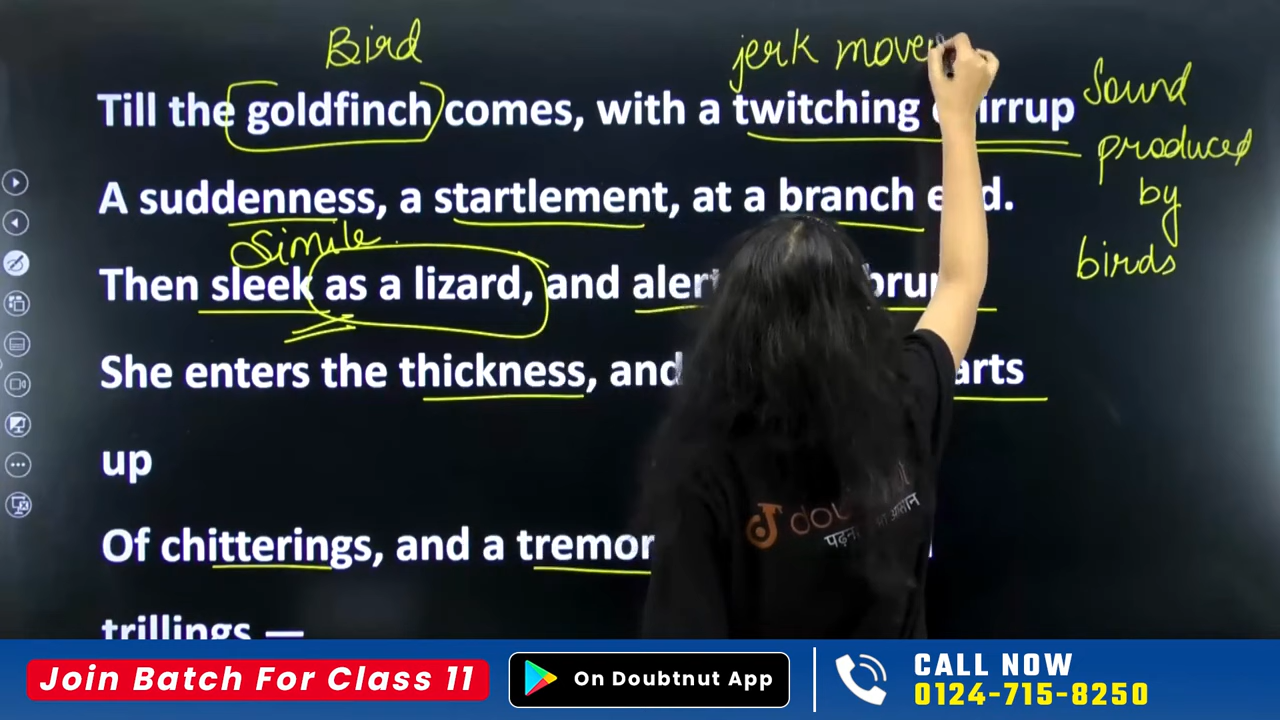 Bird
jerk move
Till the goldfinch comes, with a twitching irrup
Sound
produced
by
birds
A suddenness, a startlement, at a branch e d.
Simile
Then sleek as a lizard, and aler bru
She enters the thickness, and arts
up
Of chitterings, and a tremor
trillings —
dou
पढ़न
Join Batch For Class 11
On Doubtnut App
CALL NOW
0124-715-8250